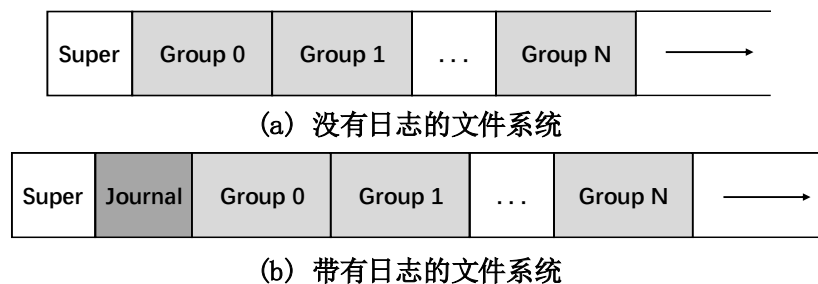 Super Group 0 Group 1 ... Group N
(a) 没有日志的文件系统
Super Journal Group 0 Group 1 ... Group N
(b) 带有日志的文件系统